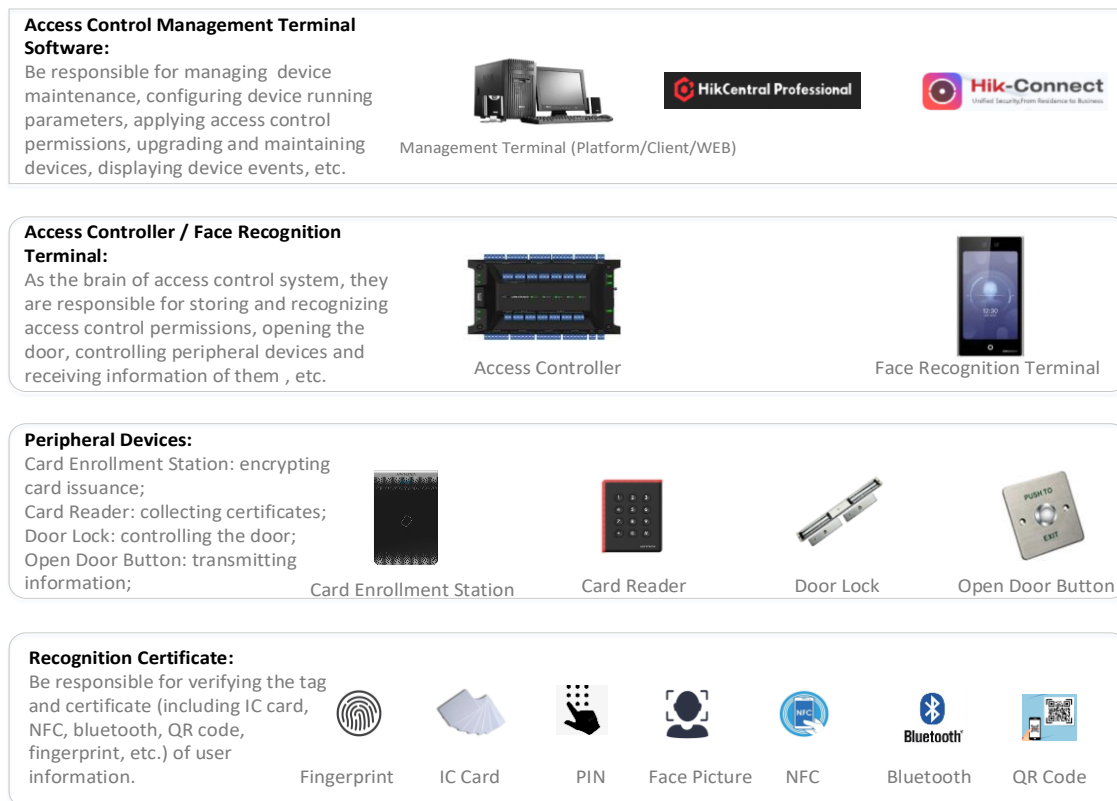 Access Control Management Terminal
Software:
Be responsible for managing  device
maintenance, configuring device running
parameters, applying access control
permissions, upgrading and maintaining
devices, displaying device events, etc.
HikCentral Professional
Hik-Connect
Unified Security,From Residence to Business
Management Terminal (Platform/Client/WEB)
Access Controller / Face Recognition
Terminal:
As the brain of access control system, they
are responsible for storing and recognizing
access control permissions, opening the
door, controlling peripheral devices and
receiving information of them , etc.
12:30
Access Controller
Face Recognition Terminal
Peripheral Devices:
Card Enrollment Station: encrypting
card issuance;
Card Reader: collecting certificates;
Door Lock: controlling the door;
Open Door Button: transmitting
information;
PUSH TO
EXIT
Card Enrollment Station
Card Reader
Door Lock
Open Door Button
Recognition Certificate:
Be responsible for verifying the tag
and certificate (including IC card,
NFC, bluetooth, QR code,
fingerprint, etc.) of user
information.
NFC
Bluetooth
Fingerprint
IC Card
PIN
Face Picture
NFC
Bluetooth
QR Code